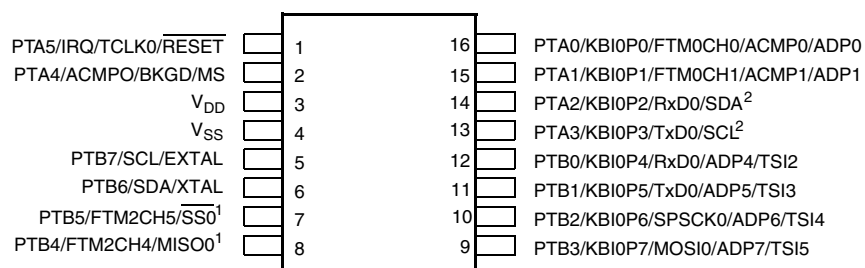 PTA5/IRQ/TCLK0/RESET 1 16 PTA0/KBI0P0/FTM0CH0/ACMP0/ADP0
PTA4/ACMPO/BKGD/MS 2 15 PTA1/KBI0P1/FTM0CH1/ACMP1/ADP1
VDD 3 14 PTA2/KBI0P2/RxD0/SDA2
VSS 4 13 PTA3/KBI0P3/TxD0/SCL2
PTB7/SCL/EXTAL 5 12 PTB0/KBI0P4/RxD0/ADP4/TSI2
PTB6/SDA/XTAL 6 11 PTB1/KBI0P5/TxD0/ADP5/TSI3
PTB5/FTM2CH5/SS01 7 10 PTB2/KBI0P6/SPSCK0/ADP6/TSI4
PTB4/FTM2CH4/MISO01 8 9 PTB3/KBI0P7/MOSI0/ADP7/TSI5